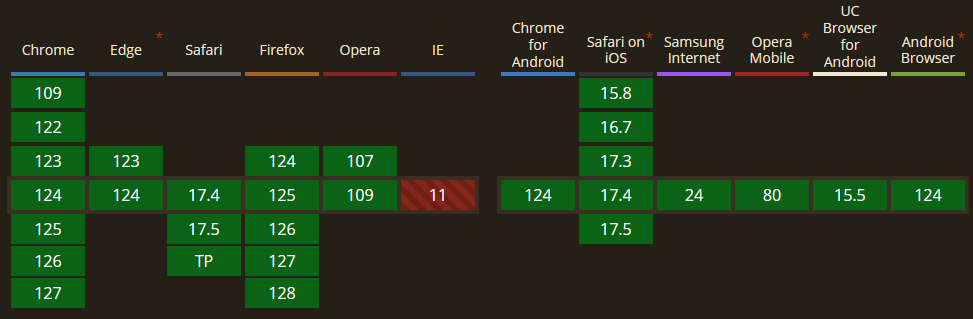 Chrome Edge * Safari Firefox Opera IE Chrome for Android Safari on iOS * Samsung Internet Opera Mobile * UC Browser for Android Android Browser *
109 15.8
122 16.7
123 123 124 107 17.3
124 124 17.4 125 109 11 124 17.4 24 80 15.5 124
125 17.5 126 17.5
126 TP 127
127 128